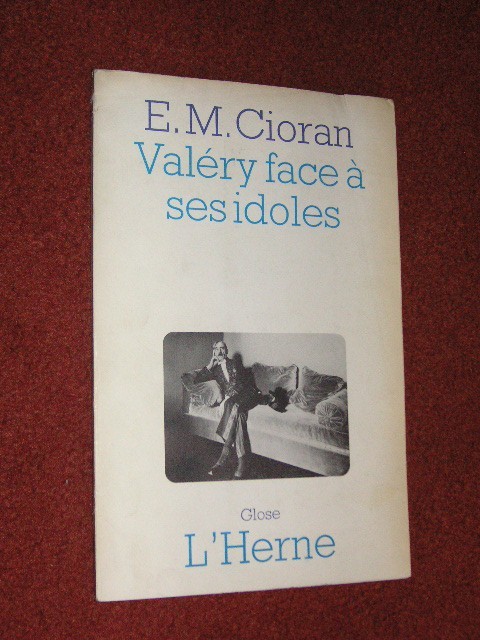 E.M.Cioran
Valéry face à
ses idoles
Glose
L'Herne